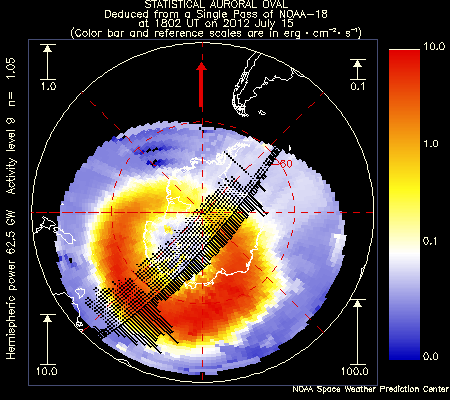 STATISTICAL AURORAL OVAL
Deduced from a Single Pass of NOAA-18
at 1802 UT on 2012 July 15
(Color bar and reference scales are in erg · cm⁻² · s⁻¹)
1.0
0.1
10.0
1.0
0.1
0.0
-60
Hemispheric power 62.5 GW Activity level 9 n= 1.05
10.0
100.0
NOAA Space Weather Prediction Center